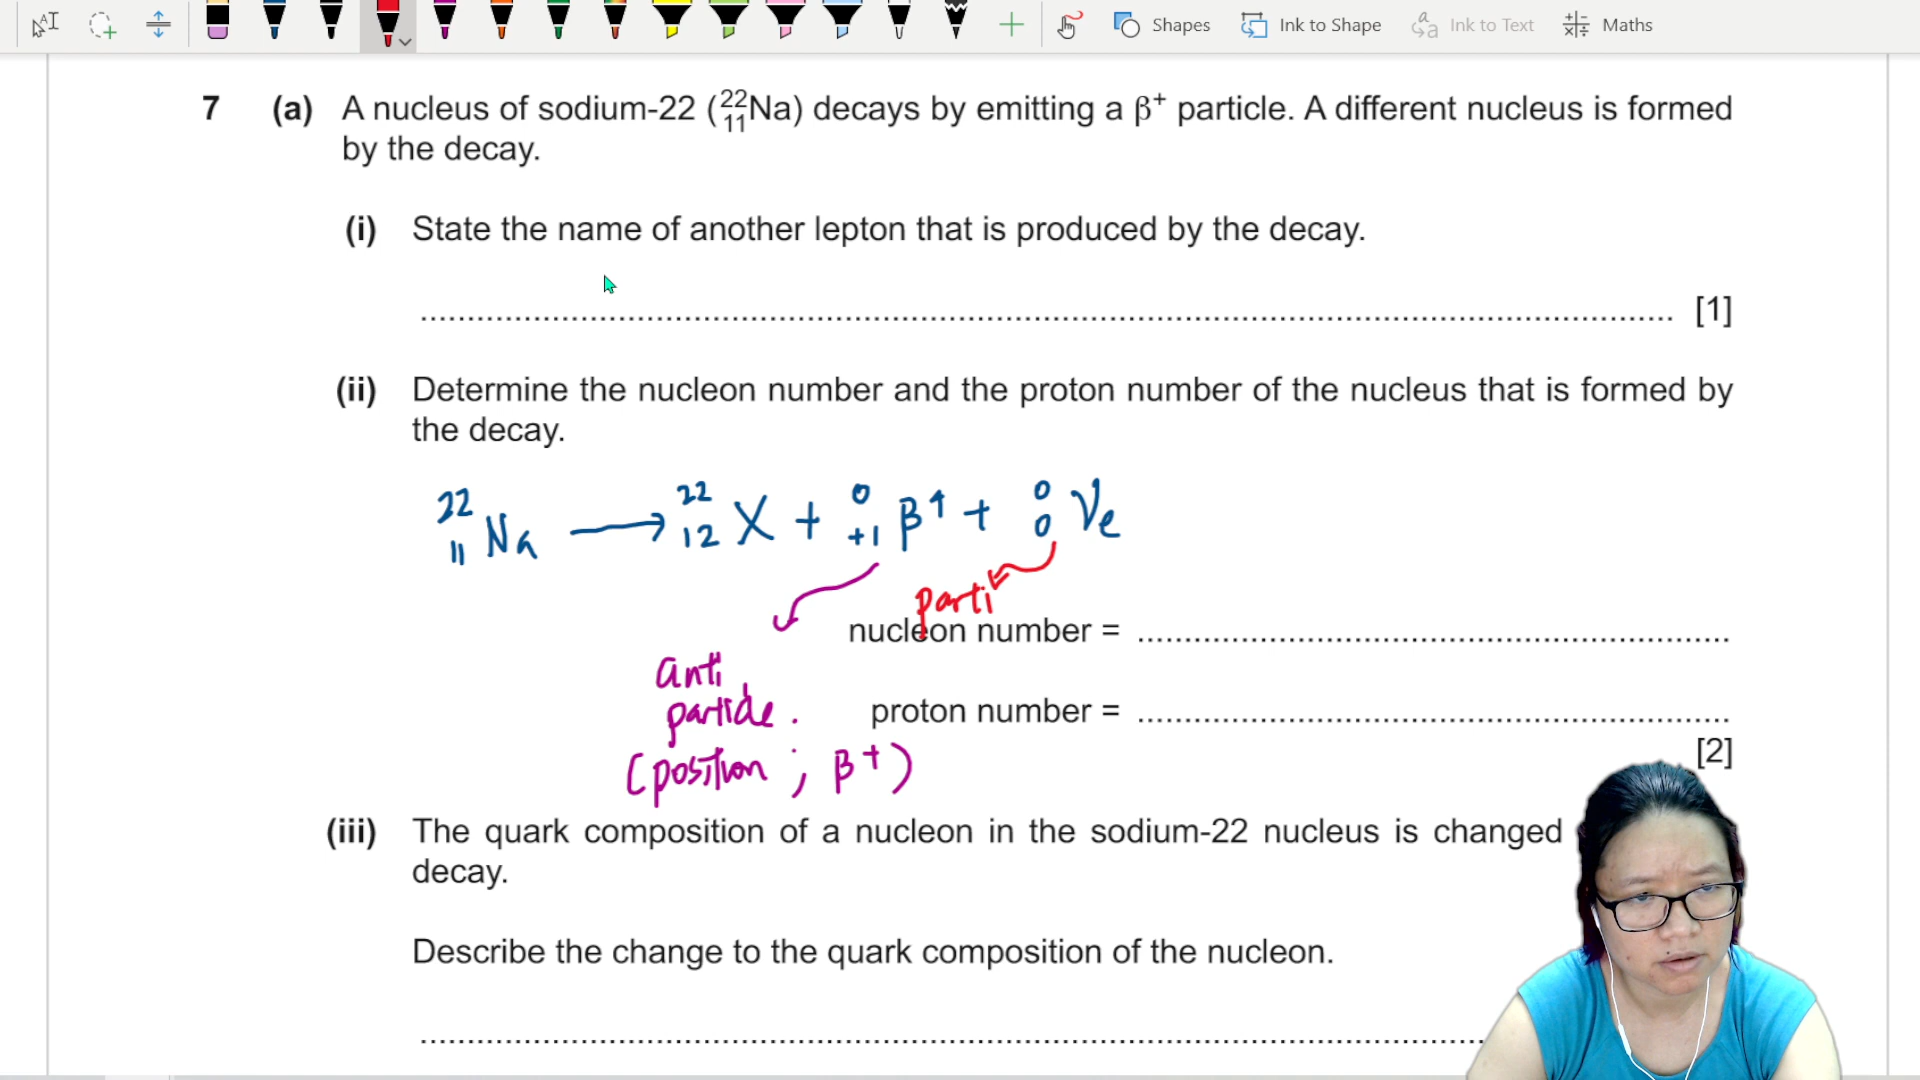 Shapes Ink to Shape Ink to Text Maths
7 (a) A nucleus of sodium-22 (²²₁₁Na) decays by emitting a β⁺ particle. A different nucleus is formed
by the decay.
(i) State the name of another lepton that is produced by the decay.
[1]
(ii) Determine the nucleon number and the proton number of the nucleus that is formed by
the decay.
²²₁₁Na → ²²₁₂X + ⁰₊₁β⁺ + ⁰₀νe
parti
nucleon number =
anti
particle.
proton number =
[2]
(position ; β+)
(iii) The quark composition of a nucleon in the sodium-22 nucleus is changed
decay.
Describe the change to the quark composition of the nucleon.